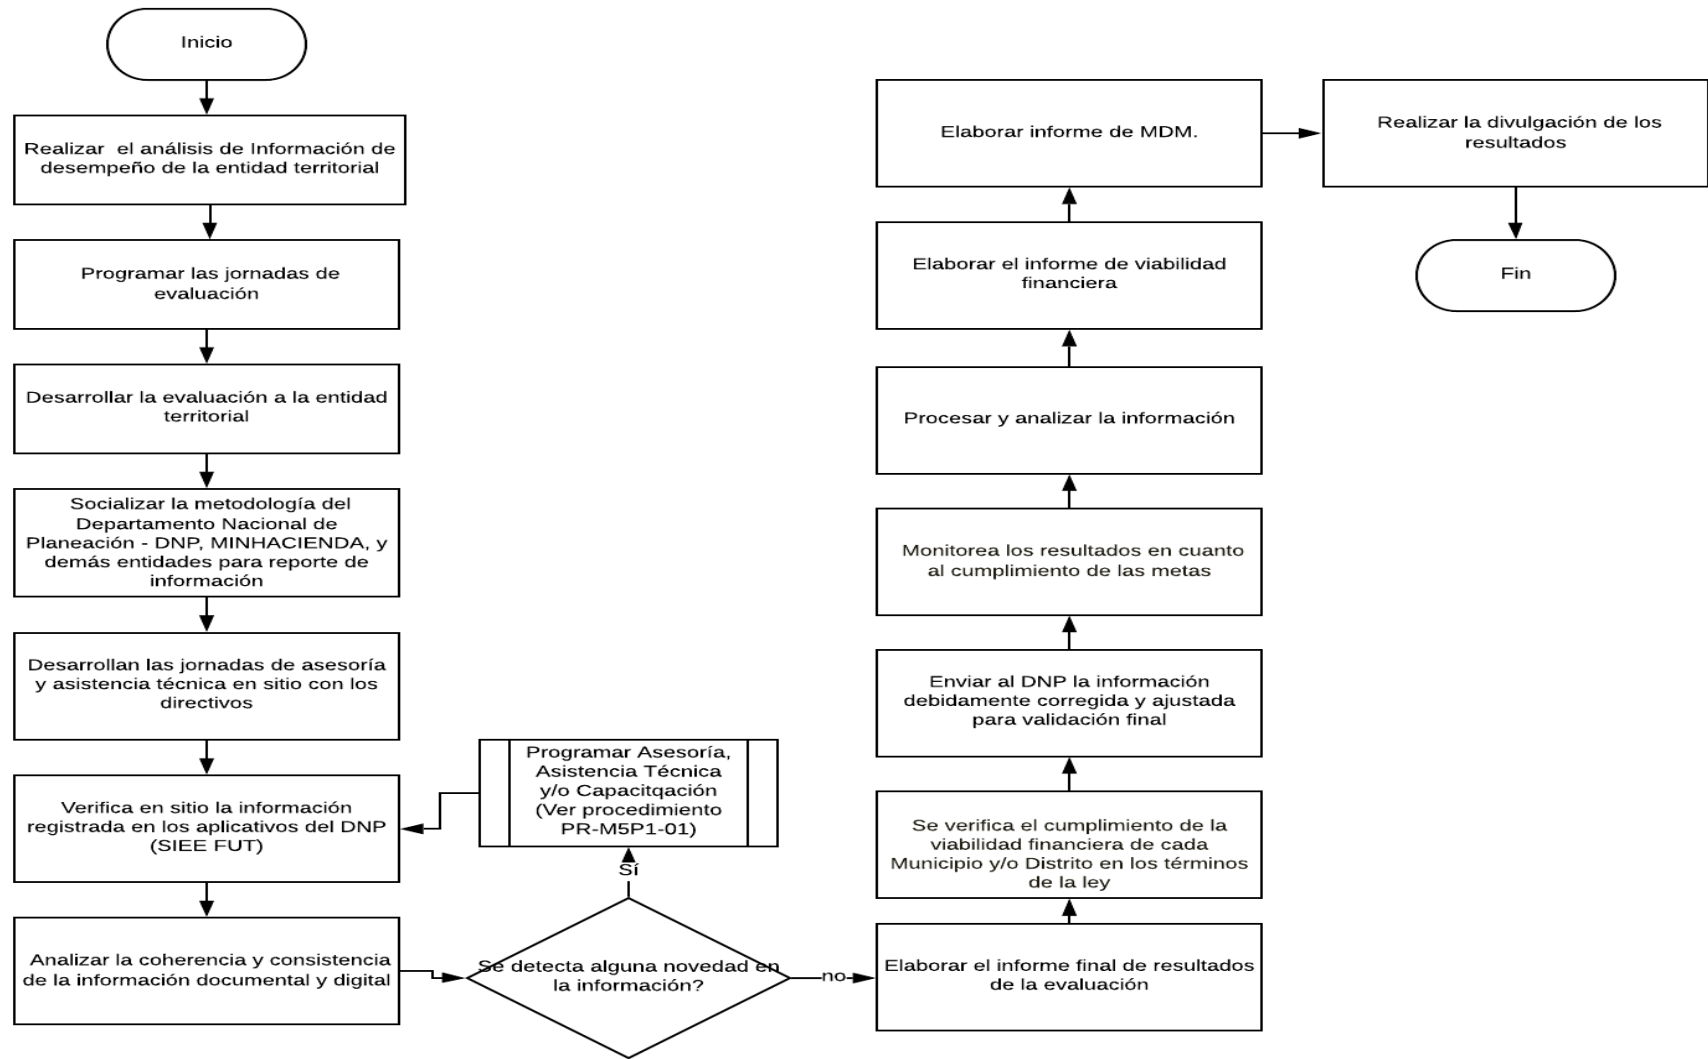 Inicio
Realizar  el análisis de Información de
desempeño de la entidad territorial
Programar las jornadas de
evaluación
Desarrollar la evaluación a la entidad
territorial
Socializar la metodología del
Departamento Nacional de
Planeación - DNP, MINHACIENDA, y
demás entidades para reporte de
información
Desarrollan las jornadas de asesoría
y asistencia técnica en sitio con los
directivos
Verifica en sitio la información
registrada en los aplicativos del DNP
(SIEE FUT)
Analizar la coherencia y consistencia
de la información documental y digital
Se detecta alguna novedad en
la información?
Sí
Programar Asesoría,
Asistencia Técnica
y/o Capacitqación
(Ver procedimiento
PR-M5P1-01)
no
Elaborar el informe final de resultados
de la evaluación
Se verifica el cumplimiento de la
viabilidad financiera de cada
Municipio y/o Distrito en los términos
de la ley
Enviar al DNP la información
debidamente corregida y ajustada
para validación final
Monitorea los resultados en cuanto
al cumplimiento de las metas
Procesar y analizar la información
Elaborar el informe de viabilidad
financiera
Elaborar informe de MDM.
Realizar la divulgación de los
resultados
Fin